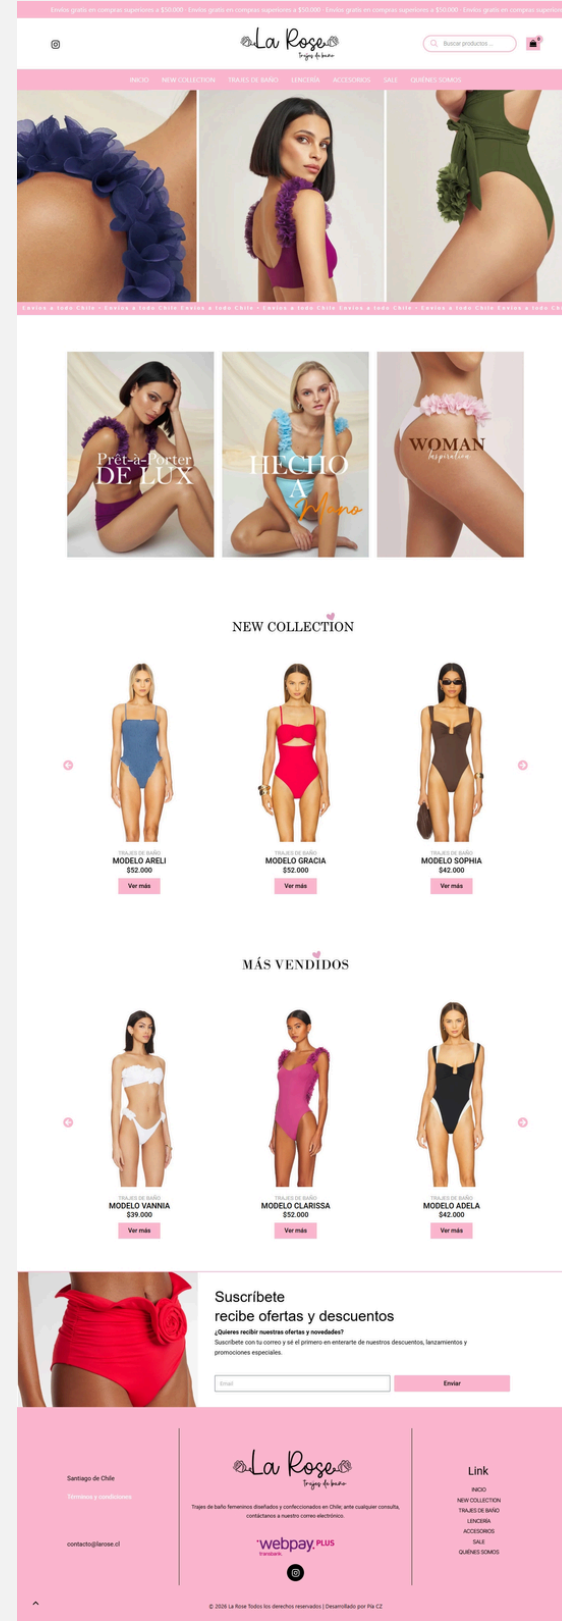 Envíos gratis en compras superiores a $50.000 · Envíos gratis en compras superiores a $50.000 · Envíos gratis en compras superiores a $50.000 · Envíos gratis en compras superiores
La Rose
trajes de baño
Buscar productos ...
0
INICIO NEW COLLECTION TRAJES DE BAÑO LENCERÍA ACCESORIOS SALE QUIÉNES SOMOS
Envíos a todo Chile • Envíos a todo Chile Envíos a todo Chile • Envíos a todo Chile Envíos a todo Chile • Envíos a todo Chile • Envíos a todo
Prêt-à-Porter
DE LUX
HECHO
A
Mano
WOMAN
Inspiration
NEW COLLECTION
TRAJES DE BAÑO
MODELO ARELI
$52.000
Ver más
TRAJES DE BAÑO
MODELO GRACIA
$52.000
Ver más
TRAJES DE BAÑO
MODELO SOPHIA
$42.000
Ver más
MÁS VENDIDOS
TRAJES DE BAÑO
MODELO VANNIA
$39.000
Ver más
TRAJES DE BAÑO
MODELO CLARISSA
$52.000
Ver más
TRAJES DE BAÑO
MODELO ADELA
$42.000
Ver más
Suscríbete
recibe ofertas y descuentos
¿Quieres recibir nuestras ofertas y novedades?
Suscríbete con tu correo y sé el primero en enterarte de nuestros descuentos, lanzamientos y
promociones especiales.
Email
Enviar
Santiago de Chile
Términos y condiciones
contacto@larose.cl
La Rose
trajes de baño
Trajes de baño femeninos diseñados y confeccionados en Chile; ante cualquier consulta,
contáctanos a nuestro correo electrónico.
webpay.PLUS
transbank.
Link
INICIO
NEW COLLECTION
TRAJES DE BAÑO
LENCERÍA
ACCESORIOS
SALE
QUIÉNES SOMOS
© 2026 La Rose Todos los derechos reservados | Desarrollado por Fix CZ